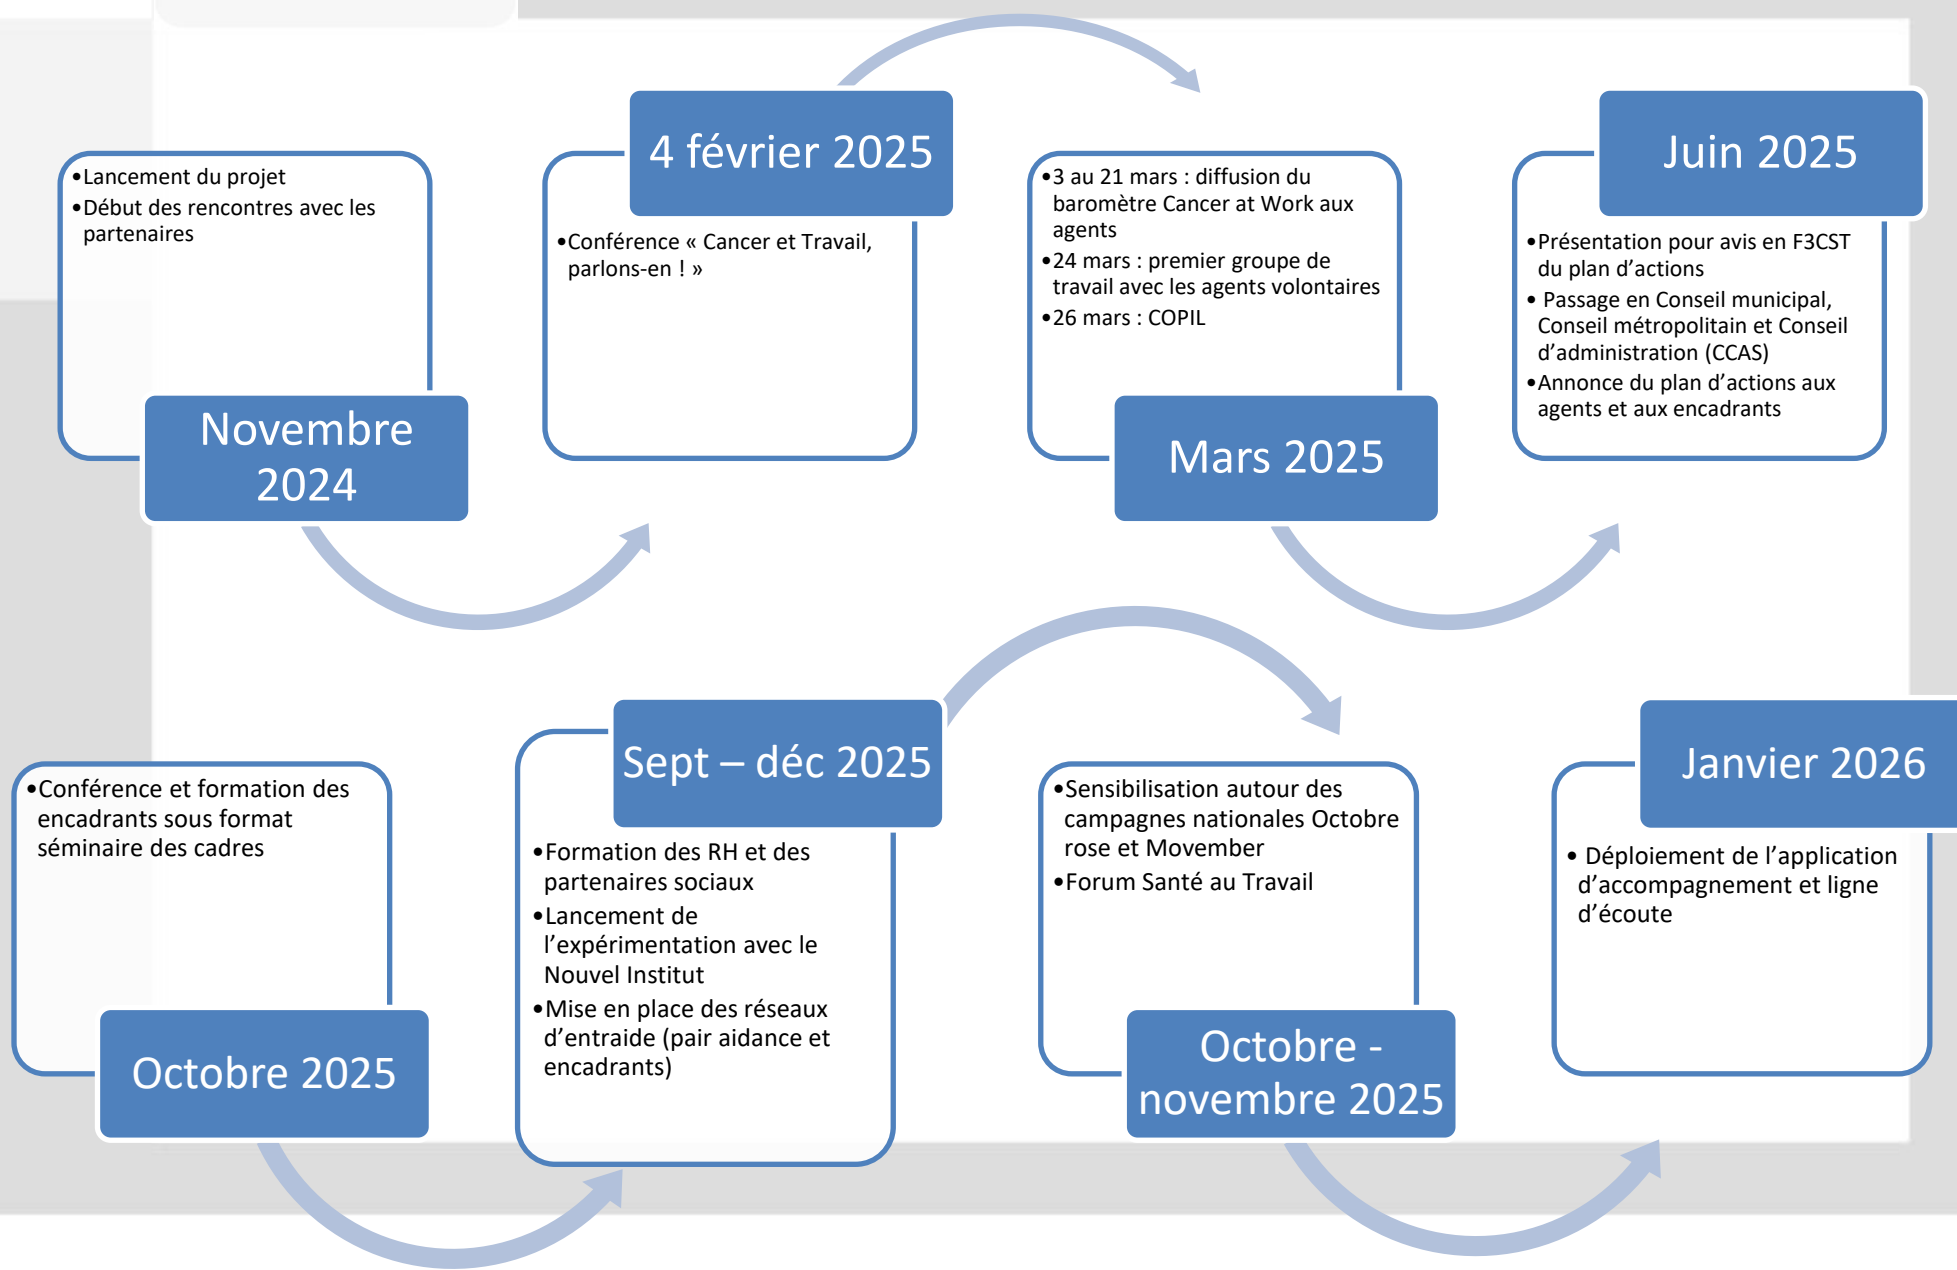 •Lancement du projet
•Début des rencontres avec les
partenaires
Novembre
2024
4 février 2025
•Conférence « Cancer et Travail,
parlons-en ! »
•3 au 21 mars : diffusion du
baromètre Cancer at Work aux
agents
•24 mars : premier groupe de
travail avec les agents volontaires
•26 mars : COPIL
Mars 2025
Juin 2025
•Présentation pour avis en F3CST
du plan d’actions
• Passage en Conseil municipal,
Conseil métropolitain et Conseil
d’administration (CCAS)
•Annonce du plan d’actions aux
agents et aux encadrants
•Conférence et formation des
encadrants sous format
séminaire des cadres
Octobre 2025
Sept – déc 2025
•Formation des RH et des
partenaires sociaux
•Lancement de
l’expérimentation avec le
Nouvel Institut
•Mise en place des réseaux
d’entraide (pair aidance et
encadrants)
•Sensibilisation autour des
campagnes nationales Octobre
rose et Movember
•Forum Santé au Travail
Octobre -
novembre 2025
Janvier 2026
• Déploiement de l’application
d’accompagnement et ligne
d’écoute